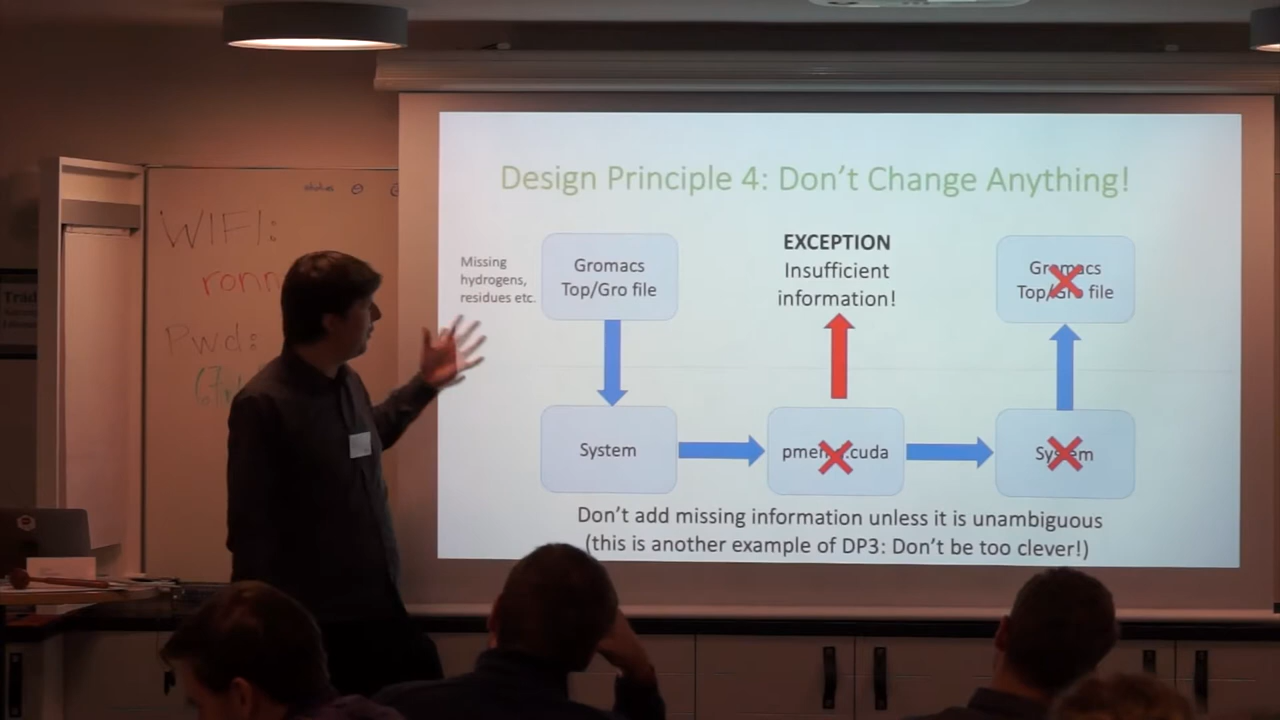 Design Principle 4: Don't Change Anything!
Missing
hydrogens,
residues etc.
Gromacs
Top/Gro file
EXCEPTION
Insufficient
information!
Gromacs
Top/Gro file
System
.cuda
System
Don't add missing information unless it is unambiguous
(this is another example of DP3: Don't be too clever!)
WIFI:
Pwd: